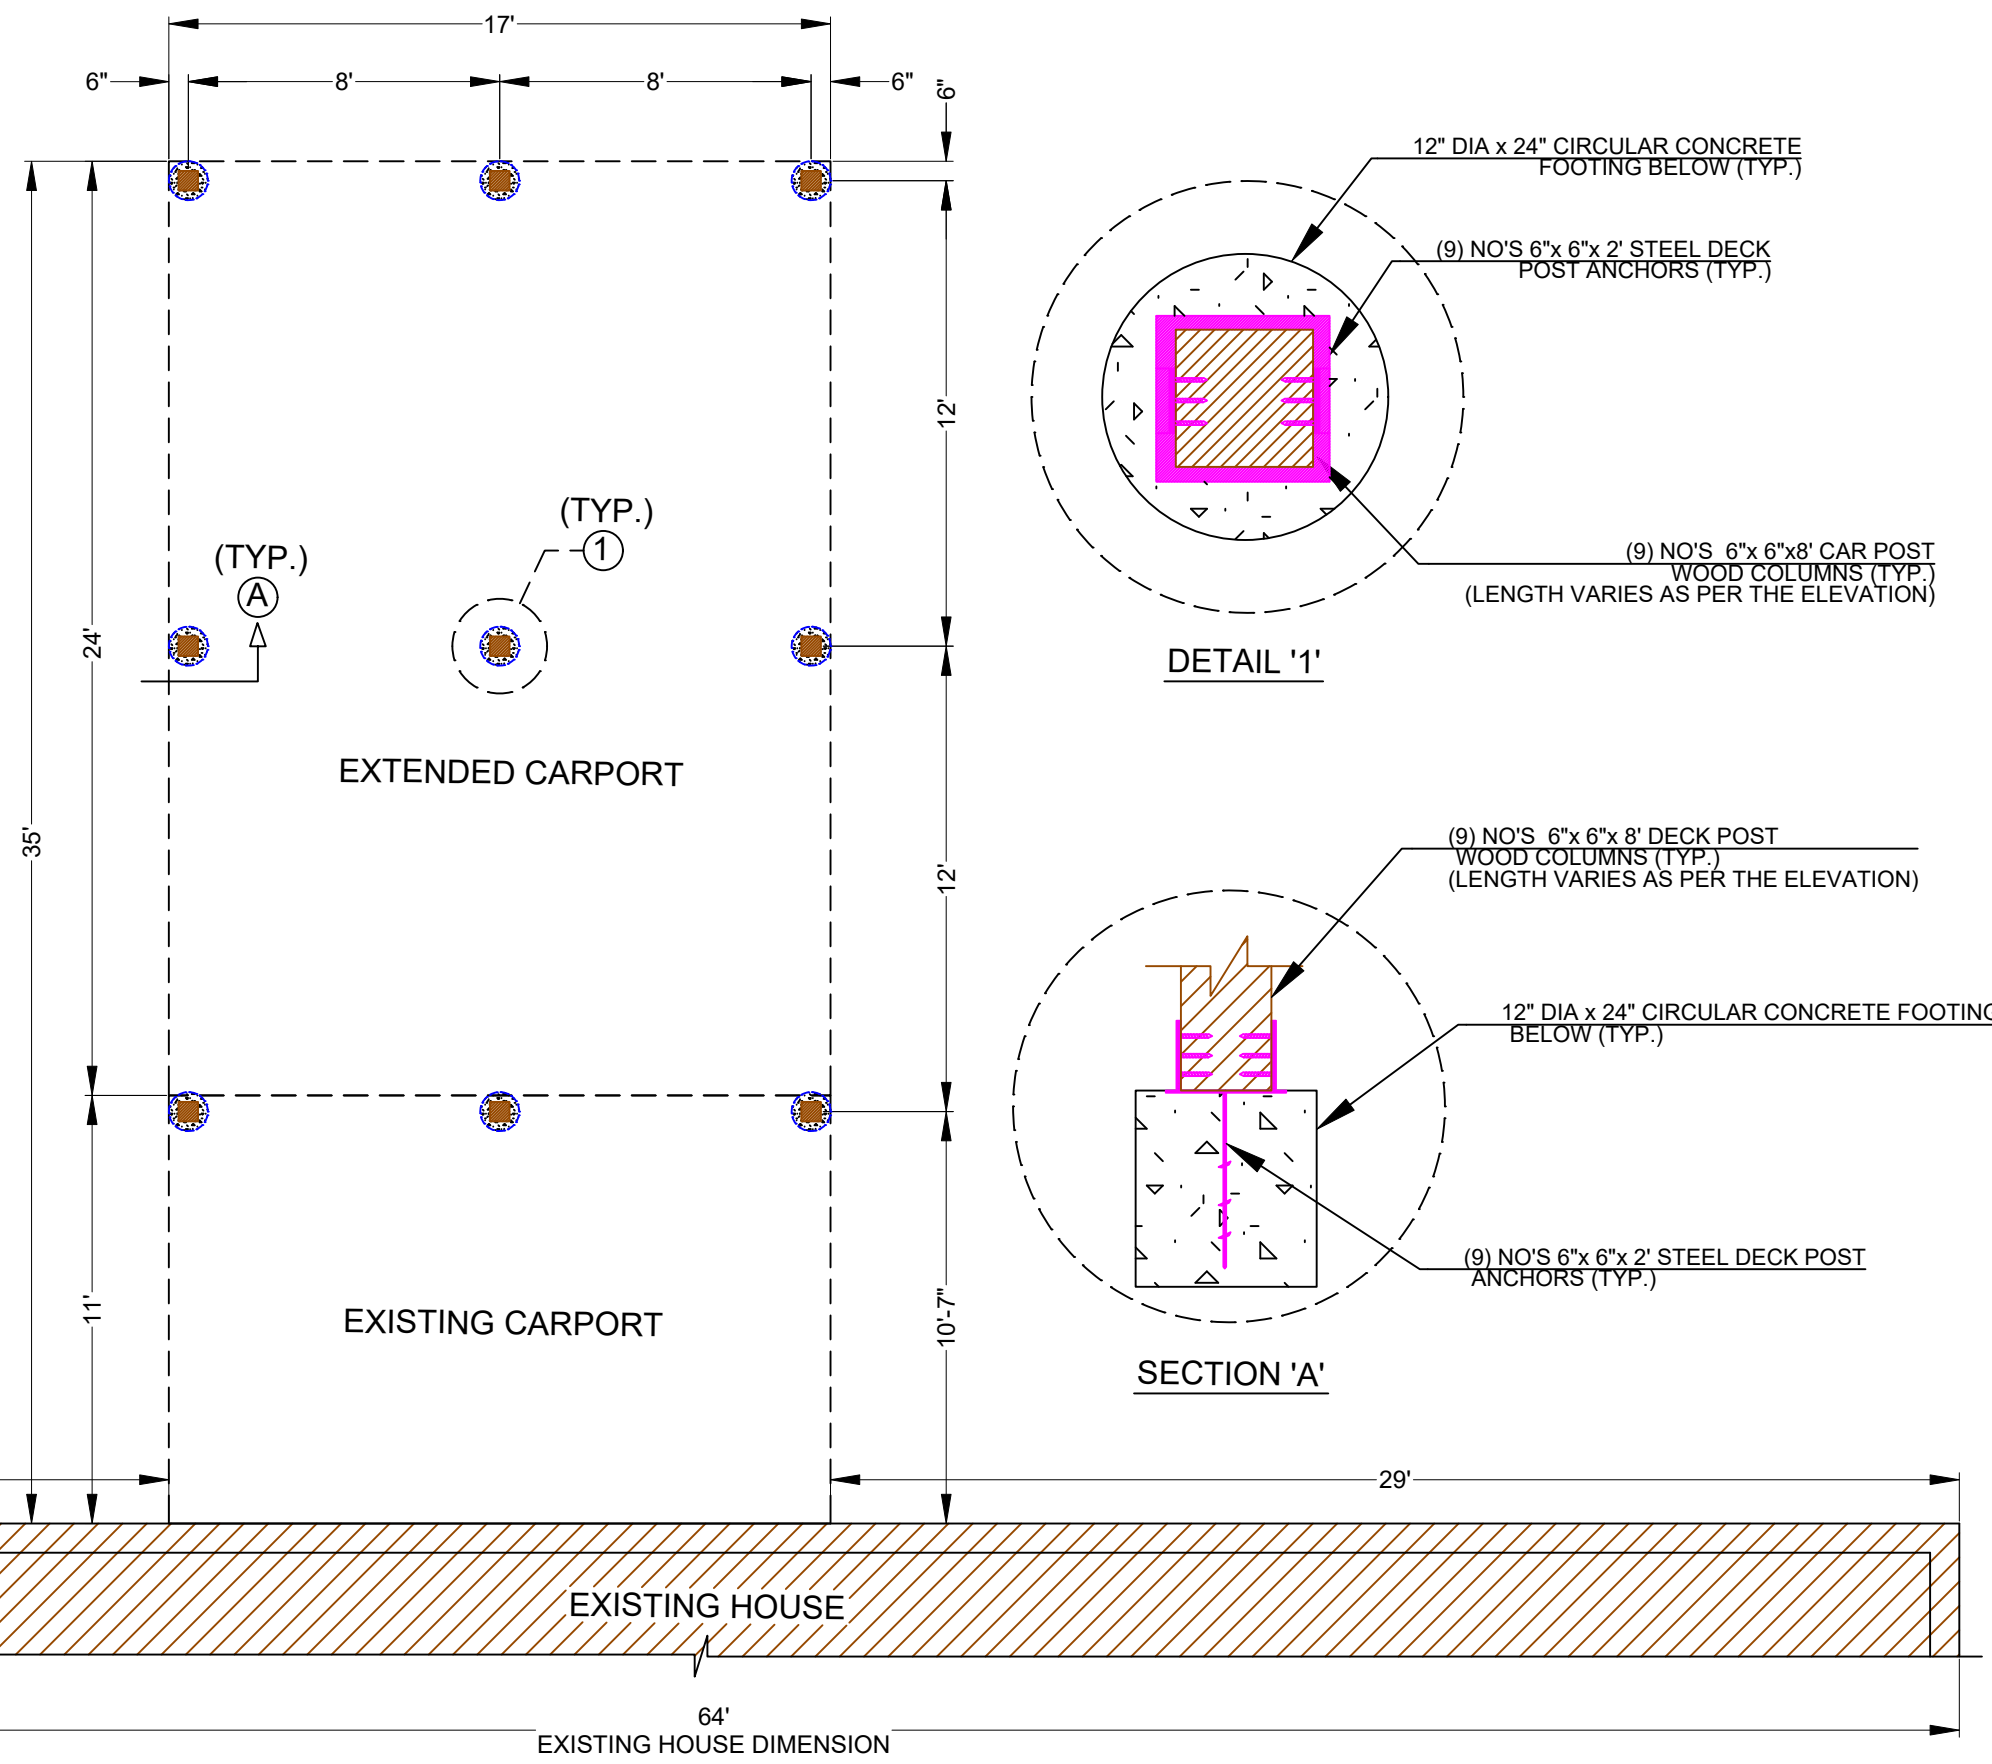 17'
6"
8'
8'
6"
6"
12" DIA x 24" CIRCULAR CONCRETE
FOOTING BELOW (TYP.)
(9) NO'S 6"x 6"x 2' STEEL DECK
POST ANCHORS (TYP.)
12'
(TYP.)
1
(TYP.)
A
(9) NO'S  6"x 6"x8' CAR POST
WOOD COLUMNS (TYP.)
(LENGTH VARIES AS PER THE ELEVATION)
24'
DETAIL '1'
EXTENDED CARPORT
35'
12'
(9) NO'S  6"x 6"x 8' DECK POST
WOOD COLUMNS (TYP.)
(LENGTH VARIES AS PER THE ELEVATION)
12" DIA x 24" CIRCULAR CONCRETE FOOTING
BELOW (TYP.)
(9) NO'S 6"x 6"x 2' STEEL DECK POST
ANCHORS (TYP.)
11'
EXISTING CARPORT
10'-7"
SECTION 'A'
29'
EXISTING HOUSE
64'
EXISTING HOUSE DIMENSION